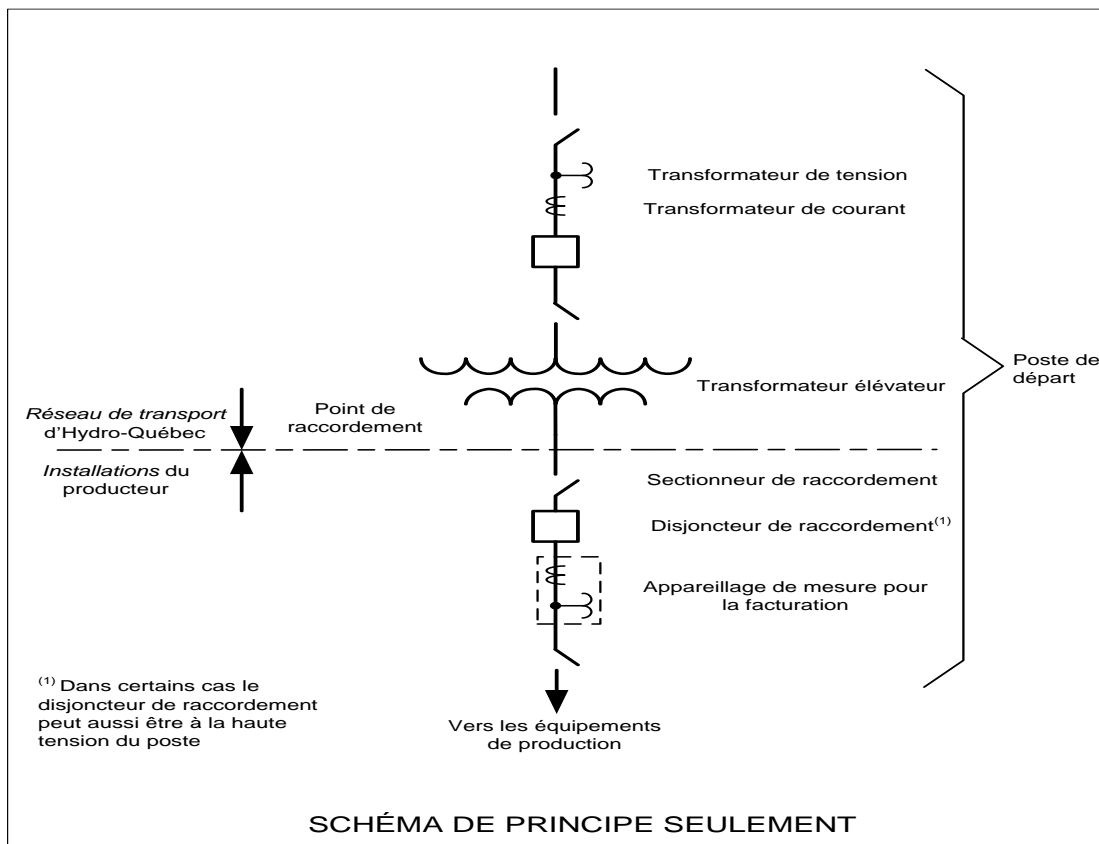 Transformateur de tension
Transformateur de courant
Transformateur élévateur
Poste de
départ
Réseau de transport
d'Hydro-Québec
Point de
raccordement
Installations du
producteur
Sectionneur de raccordement
Disjoncteur de raccordement(1)
Appareillage de mesure pour
la facturation
(1) Dans certains cas le
disjoncteur de raccordement
peut aussi être à la haute
tension du poste
Vers les équipements
de production
SCHÉMA DE PRINCIPE SEULEMENT